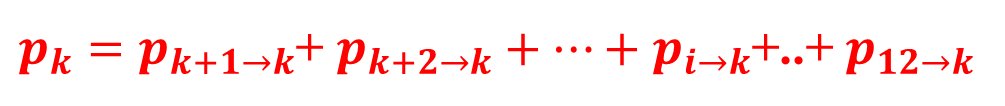 p_k = p_{k+1→k} + p_{k+2→k} + ⋯ + p_{i→k} +..+ p_{12→k}